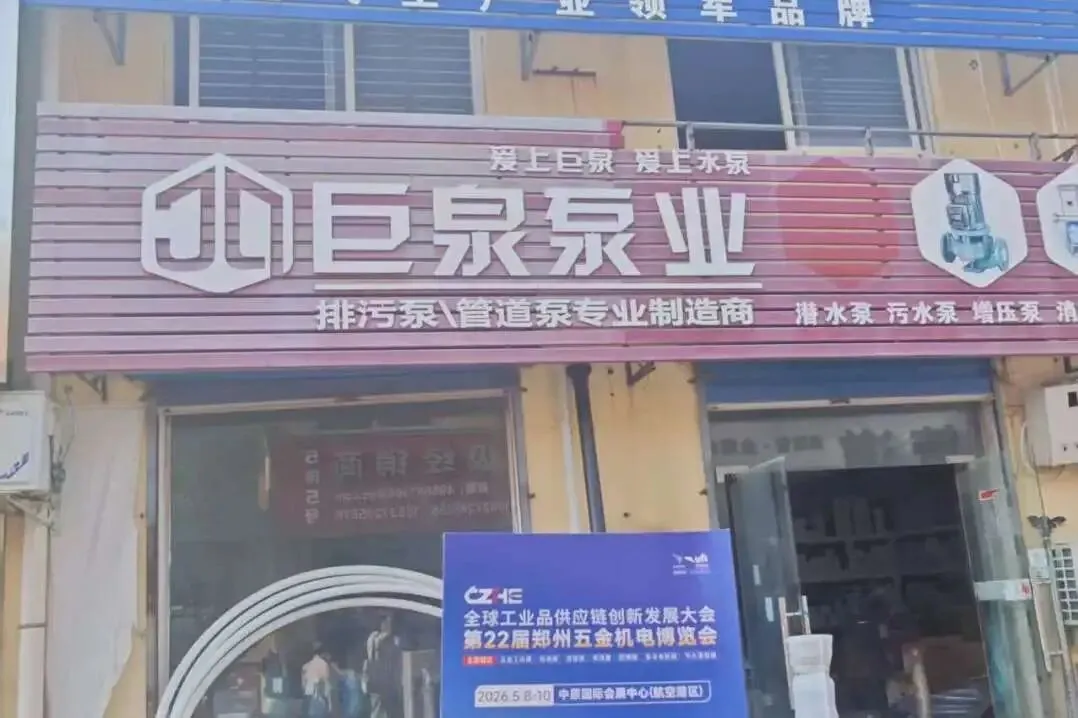 业领军品牌
爱上巨泉 爱上水泵
巨泉泵业
排污泵\管道泵专业制造商
潜水泵 污水泵 增压泵 消
CZHE
全球工业品供应链创新发展大会
第22届郑州五金机电博览会
2026.5.8-10 中原国际会展中心(航空港区)